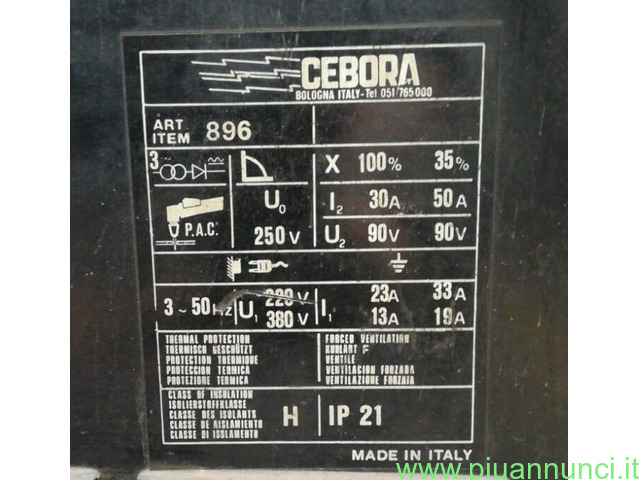 CEBORA
BOLOGNA ITALY-Tel 051/765000
ART
ITEM 896
3~ X 100% 35%
U₀ I₂ 30A 50A
P.A.C. 250 V U₂ 90V 90V
3~50Hz U₁ 220 V I₁ 23A 33A
380V 13A 19A
THERMAL PROTECTION
THERMISCH GESCHÜTZT
PROTECTION THERMIQUE
PROTECCION TERMICA
PROTEZIONE TERMICA
FORCED VENTILATION
KUHLART F
VENTILE
VENTILACION FORZADA
VENTILAZIONE FORZATA
CLASS OF INSULATION
ISOLIERSTOFFKLASSE
CLASSE DES ISOLANTS
CLASE DE AISLAMIENTO
CLASSE DI ISOLAMENTO
H IP 21
MADE IN ITALY
www.piuannunci.it